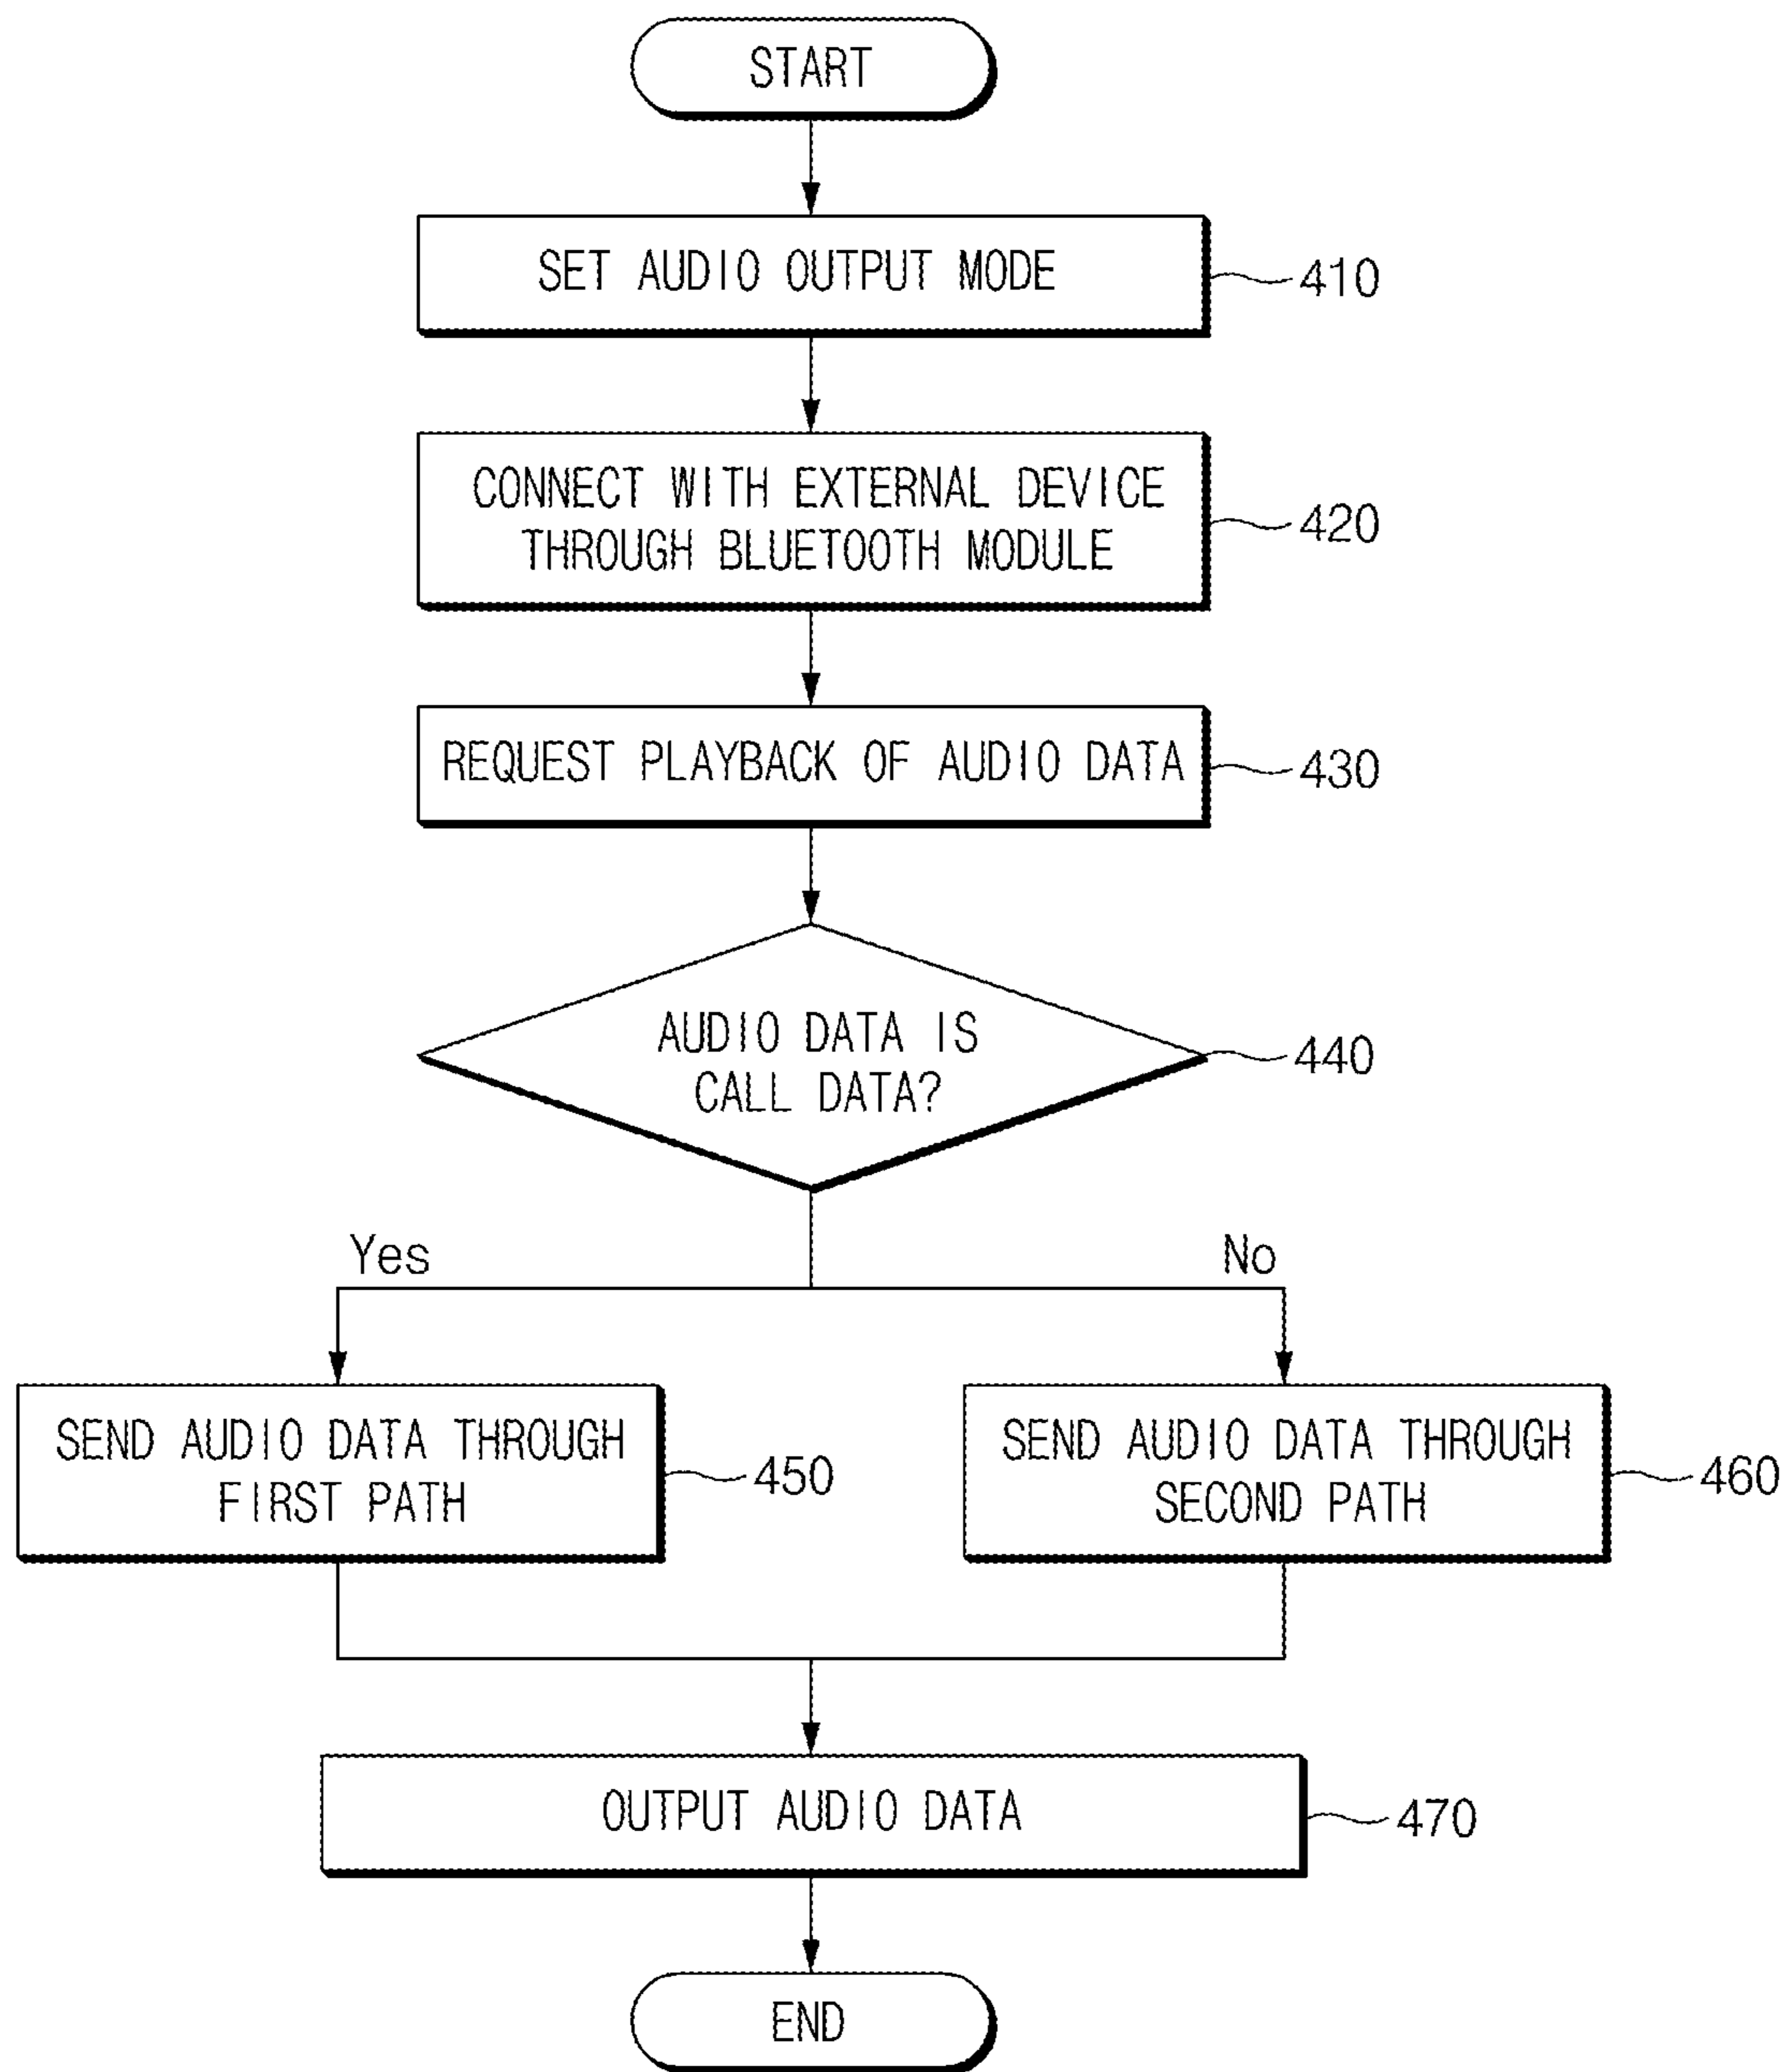 START
SET AUDIO OUTPUT MODE
410
CONNECT WITH EXTERNAL DEVICE
THROUGH BLUETOOTH MODULE
420
REQUEST PLAYBACK OF AUDIO DATA
430
AUDIO DATA IS
CALL DATA?
440
Yes
No
SEND AUDIO DATA THROUGH
FIRST PATH
450
SEND AUDIO DATA THROUGH
SECOND PATH
460
OUTPUT AUDIO DATA
470
END